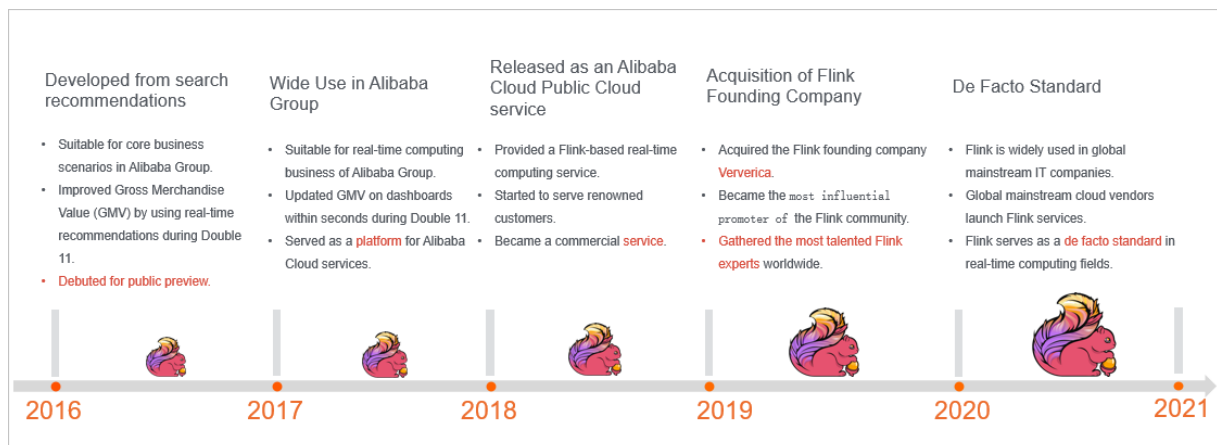 Developed from search
recommendations
• Suitable for core business
scenarios in Alibaba Group.
• Improved Gross Merchandise
Value (GMV) by using real-time
recommendations during Double
11.
• Debuted for public preview.
Wide Use in Alibaba
Group
• Suitable for real-time computing
business of Alibaba Group.
• Updated GMV on dashboards
within seconds during Double 11.
• Served as a platform for Alibaba
Cloud services.
Released as an Alibaba
Cloud Public Cloud
service
• Provided a Flink-based real-time
computing service.
• Started to serve renowned
customers.
• Became a commercial service.
Acquisition of Flink
Founding Company
• Acquired the Flink founding company
Ververica.
• Became the most influential
promoter of the Flink community.
• Gathered the most talented Flink
experts worldwide.
De Facto Standard
• Flink is widely used in global
mainstream IT companies.
• Global mainstream cloud vendors
launch Flink services.
• Flink serves as a de facto standard in
real-time computing fields.
2016
2017
2018
2019
2020
2021